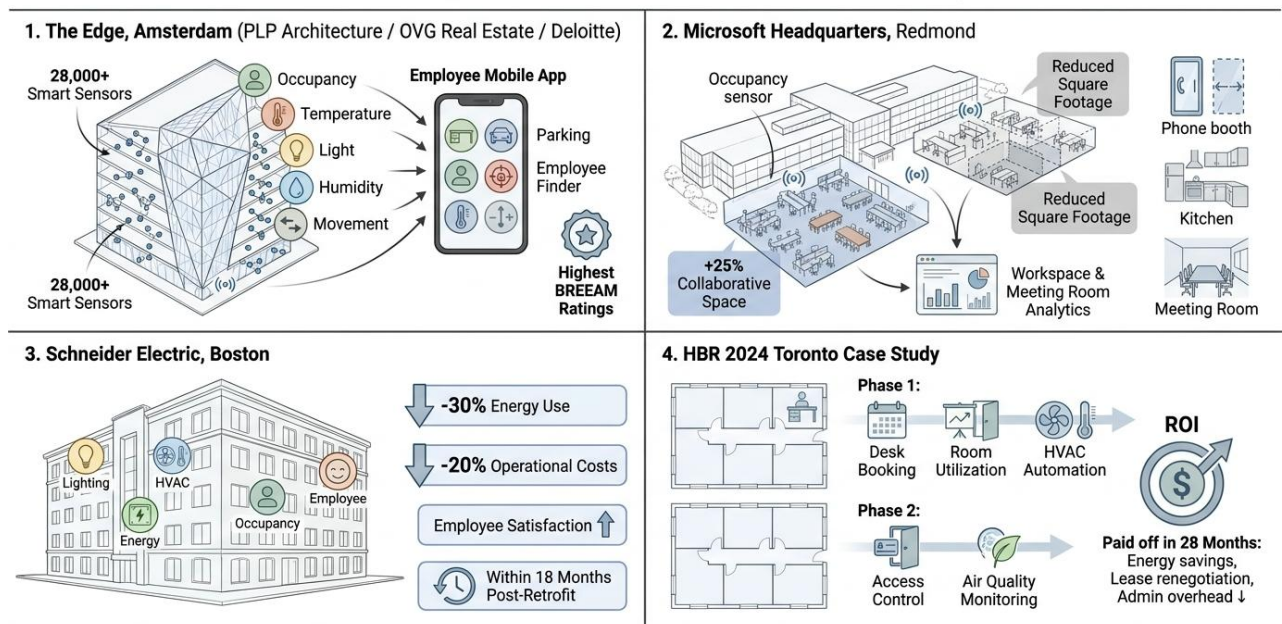 1. The Edge, Amsterdam (PLP Architecture / OVG Real Estate / Deloitte)
28,000+
Smart Sensors
Occupancy
Temperature
Light
Humidity
Movement
28,000+
Smart Sensors
Employee Mobile App
Parking
Employee
Finder
Highest
BREEAM
Ratings
2. Microsoft Headquarters, Redmond
Occupancy
sensor
Reduced
Square
Footage
Reduced
Square Footage
+25%
Collaborative
Space
Workspace &
Meeting Room
Analytics
Phone booth
Kitchen
Meeting Room
3. Schneider Electric, Boston
Lighting
HVAC
Energy
Occupancy
Employee
-30% Energy Use
-20% Operational Costs
Employee Satisfaction
Within 18 Months
Post-Retrofit
4. HBR 2024 Toronto Case Study
Phase 1:
Desk
Booking
Room
Utilization
HVAC
Automation
Phase 2:
Access
Control
Air Quality
Monitoring
ROI
$
Paid off in 28 Months:
Energy savings,
Lease renegotiation,
Admin overhead ↓